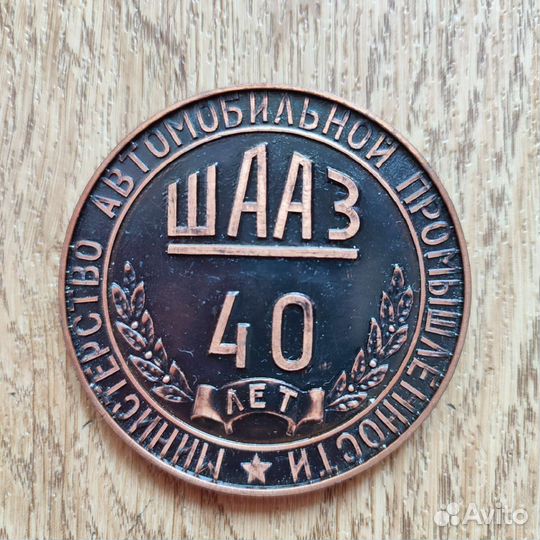 МИНИСТЕРСТВО АВТОМОБИЛЬНОЙ ПРОМЫШЛЕННОСТИ
ШААЗ
40
ЛЕТ
Avito